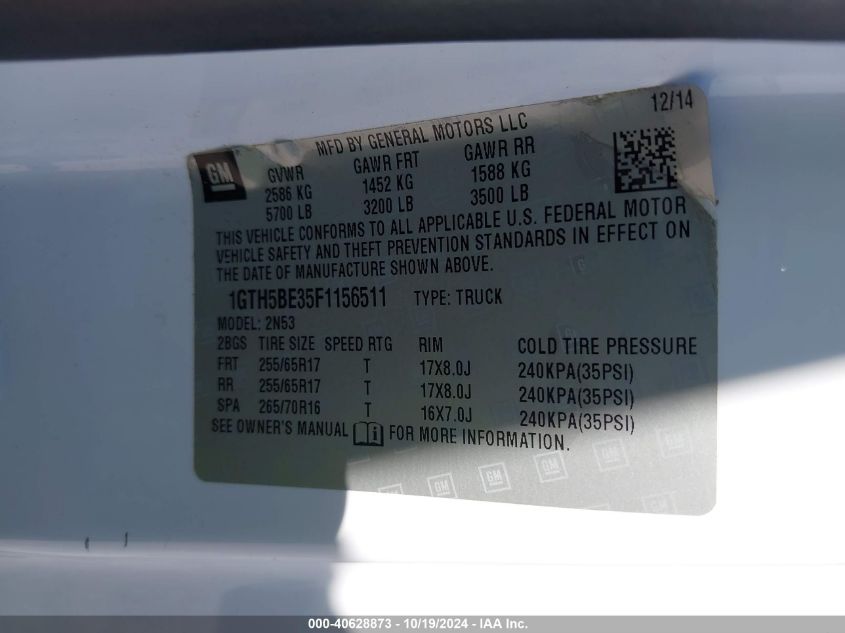 12/14
MFD BY GENERAL MOTORS LLC
GM
GVWR GAWR FRT GAWR RR
2586 KG 1452 KG 1588 KG
5700 LB 3200 LB 3500 LB
THIS VEHICLE CONFORMS TO ALL APPLICABLE U.S. FEDERAL MOTOR
VEHICLE SAFETY AND THEFT PREVENTION STANDARDS IN EFFECT ON
THE DATE OF MANUFACTURE SHOWN ABOVE.
1GTH5BE35F1156511 TYPE: TRUCK
MODEL: 2N53
2BGS TIRE SIZE SPEED RTG RIM COLD TIRE PRESSURE
FRT 255/65R17 T 17X8.0J 240KPA(35PSI)
RR 255/65R17 T 17X8.0J 240KPA(35PSI)
SPA 265/70R16 T 16X7.0J 240KPA(35PSI)
SEE OWNER'S MANUAL FOR MORE INFORMATION.
GM GM GM GM GM
000-40628873 - 10/19/2024 - IAA Inc.